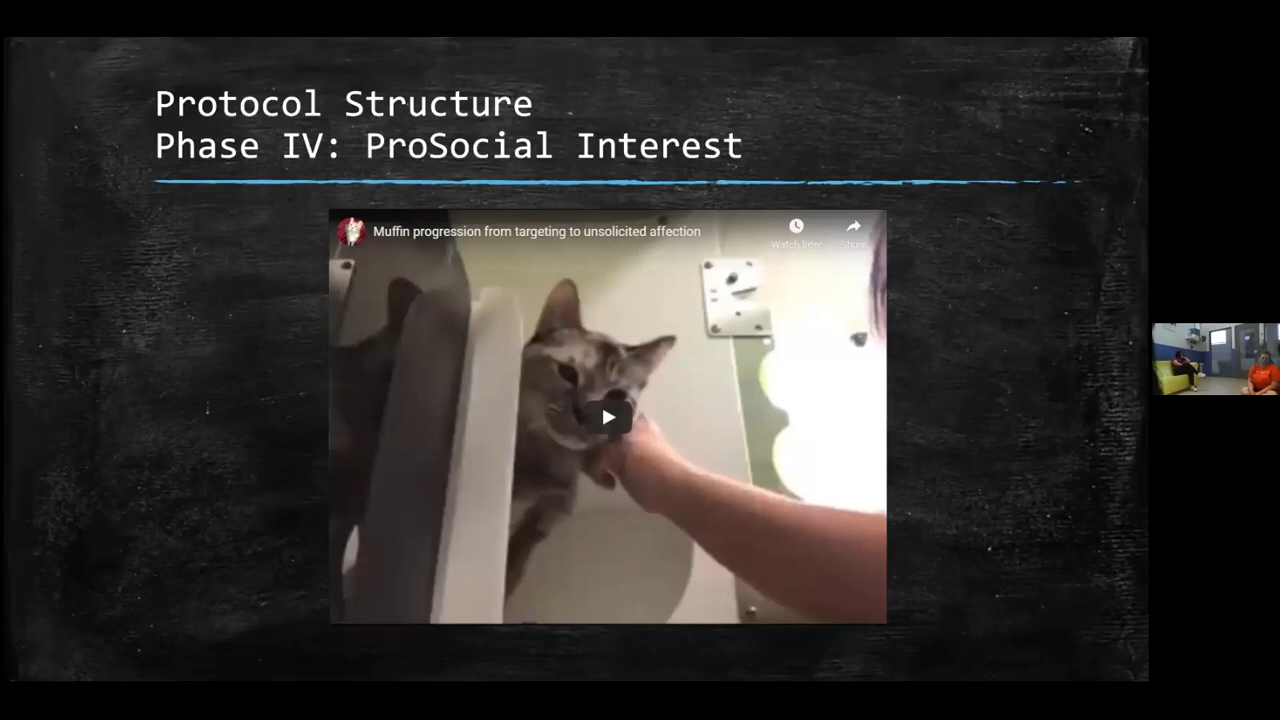 Protocol Structure
Phase IV: ProSocial Interest
Muffin progression from targeting to unsolicited affection
Watch later
Share